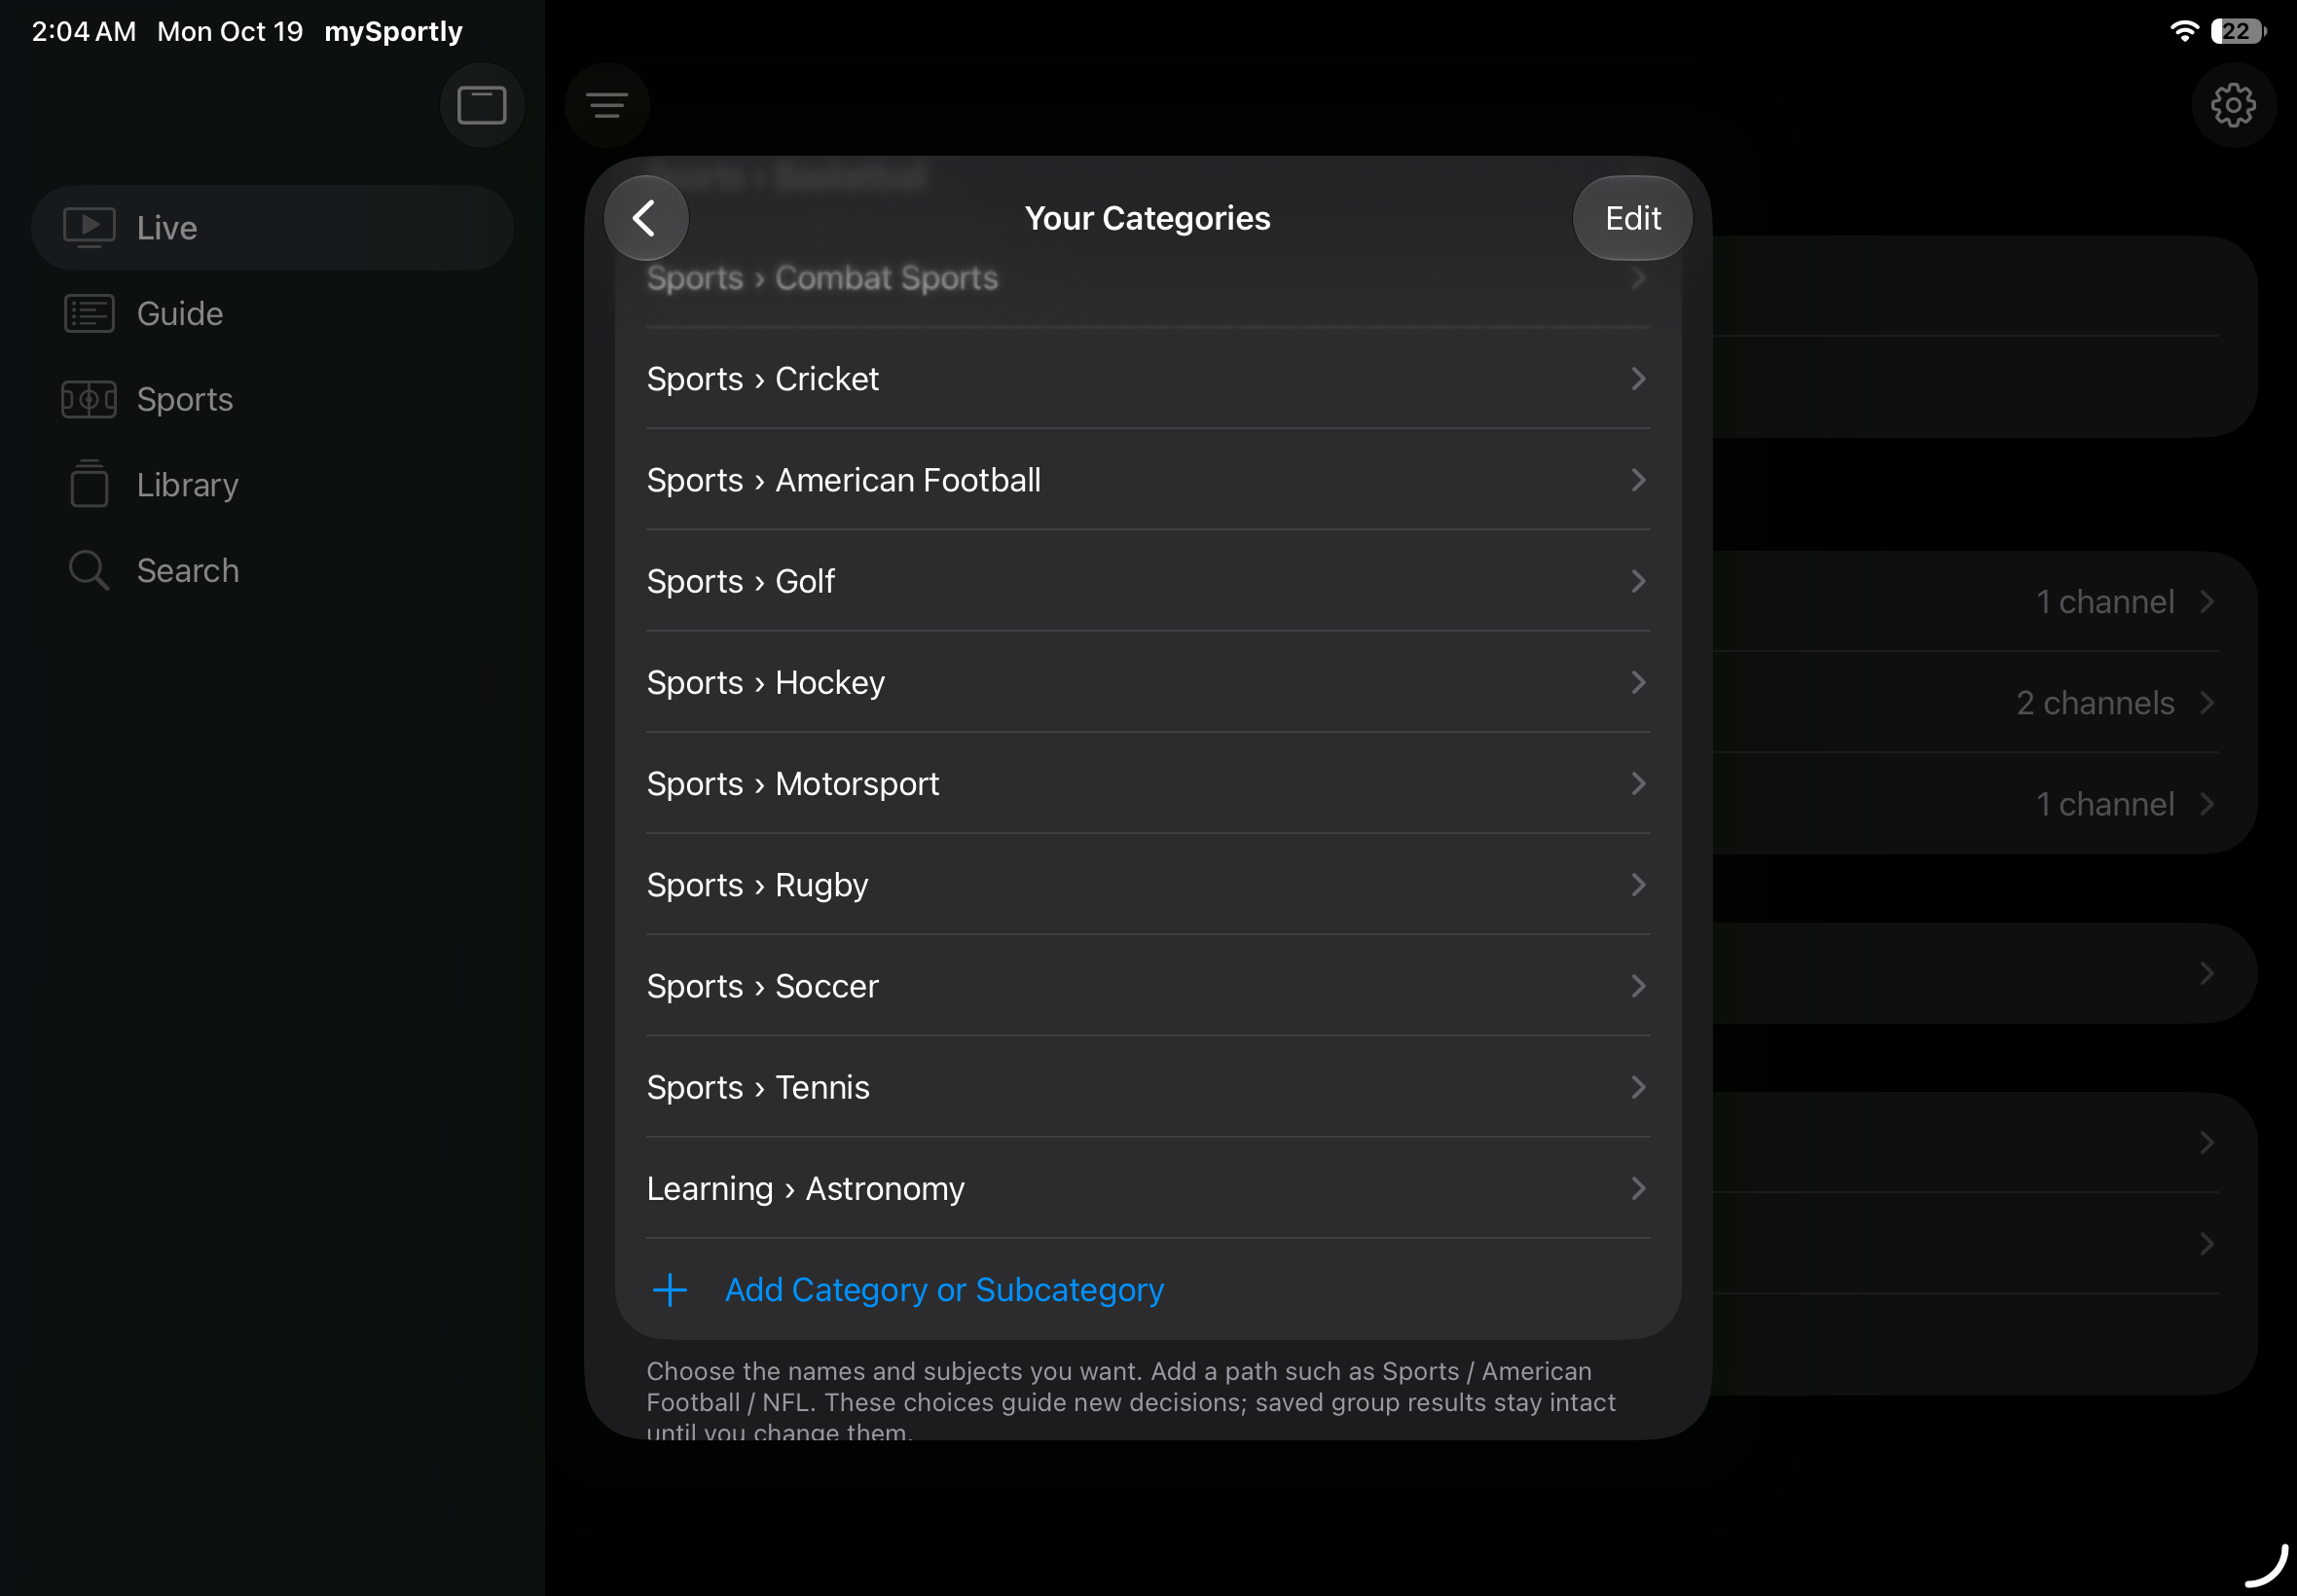 2:04 AM Mon Oct 19 mySportly
22
Live
Guide
Sports
Library
Search
Sports › Basketball
Your Categories
Edit
Sports › Combat Sports
Sports › Cricket
Sports › American Football
Sports › Golf
Sports › Hockey
Sports › Motorsport
Sports › Rugby
Sports › Soccer
Sports › Tennis
Learning › Astronomy
Add Category or Subcategory
Choose the names and subjects you want. Add a path such as Sports / American
Football / NFL. These choices guide new decisions; saved group results stay intact
until you change them.
1 channel
2 channels
1 channel